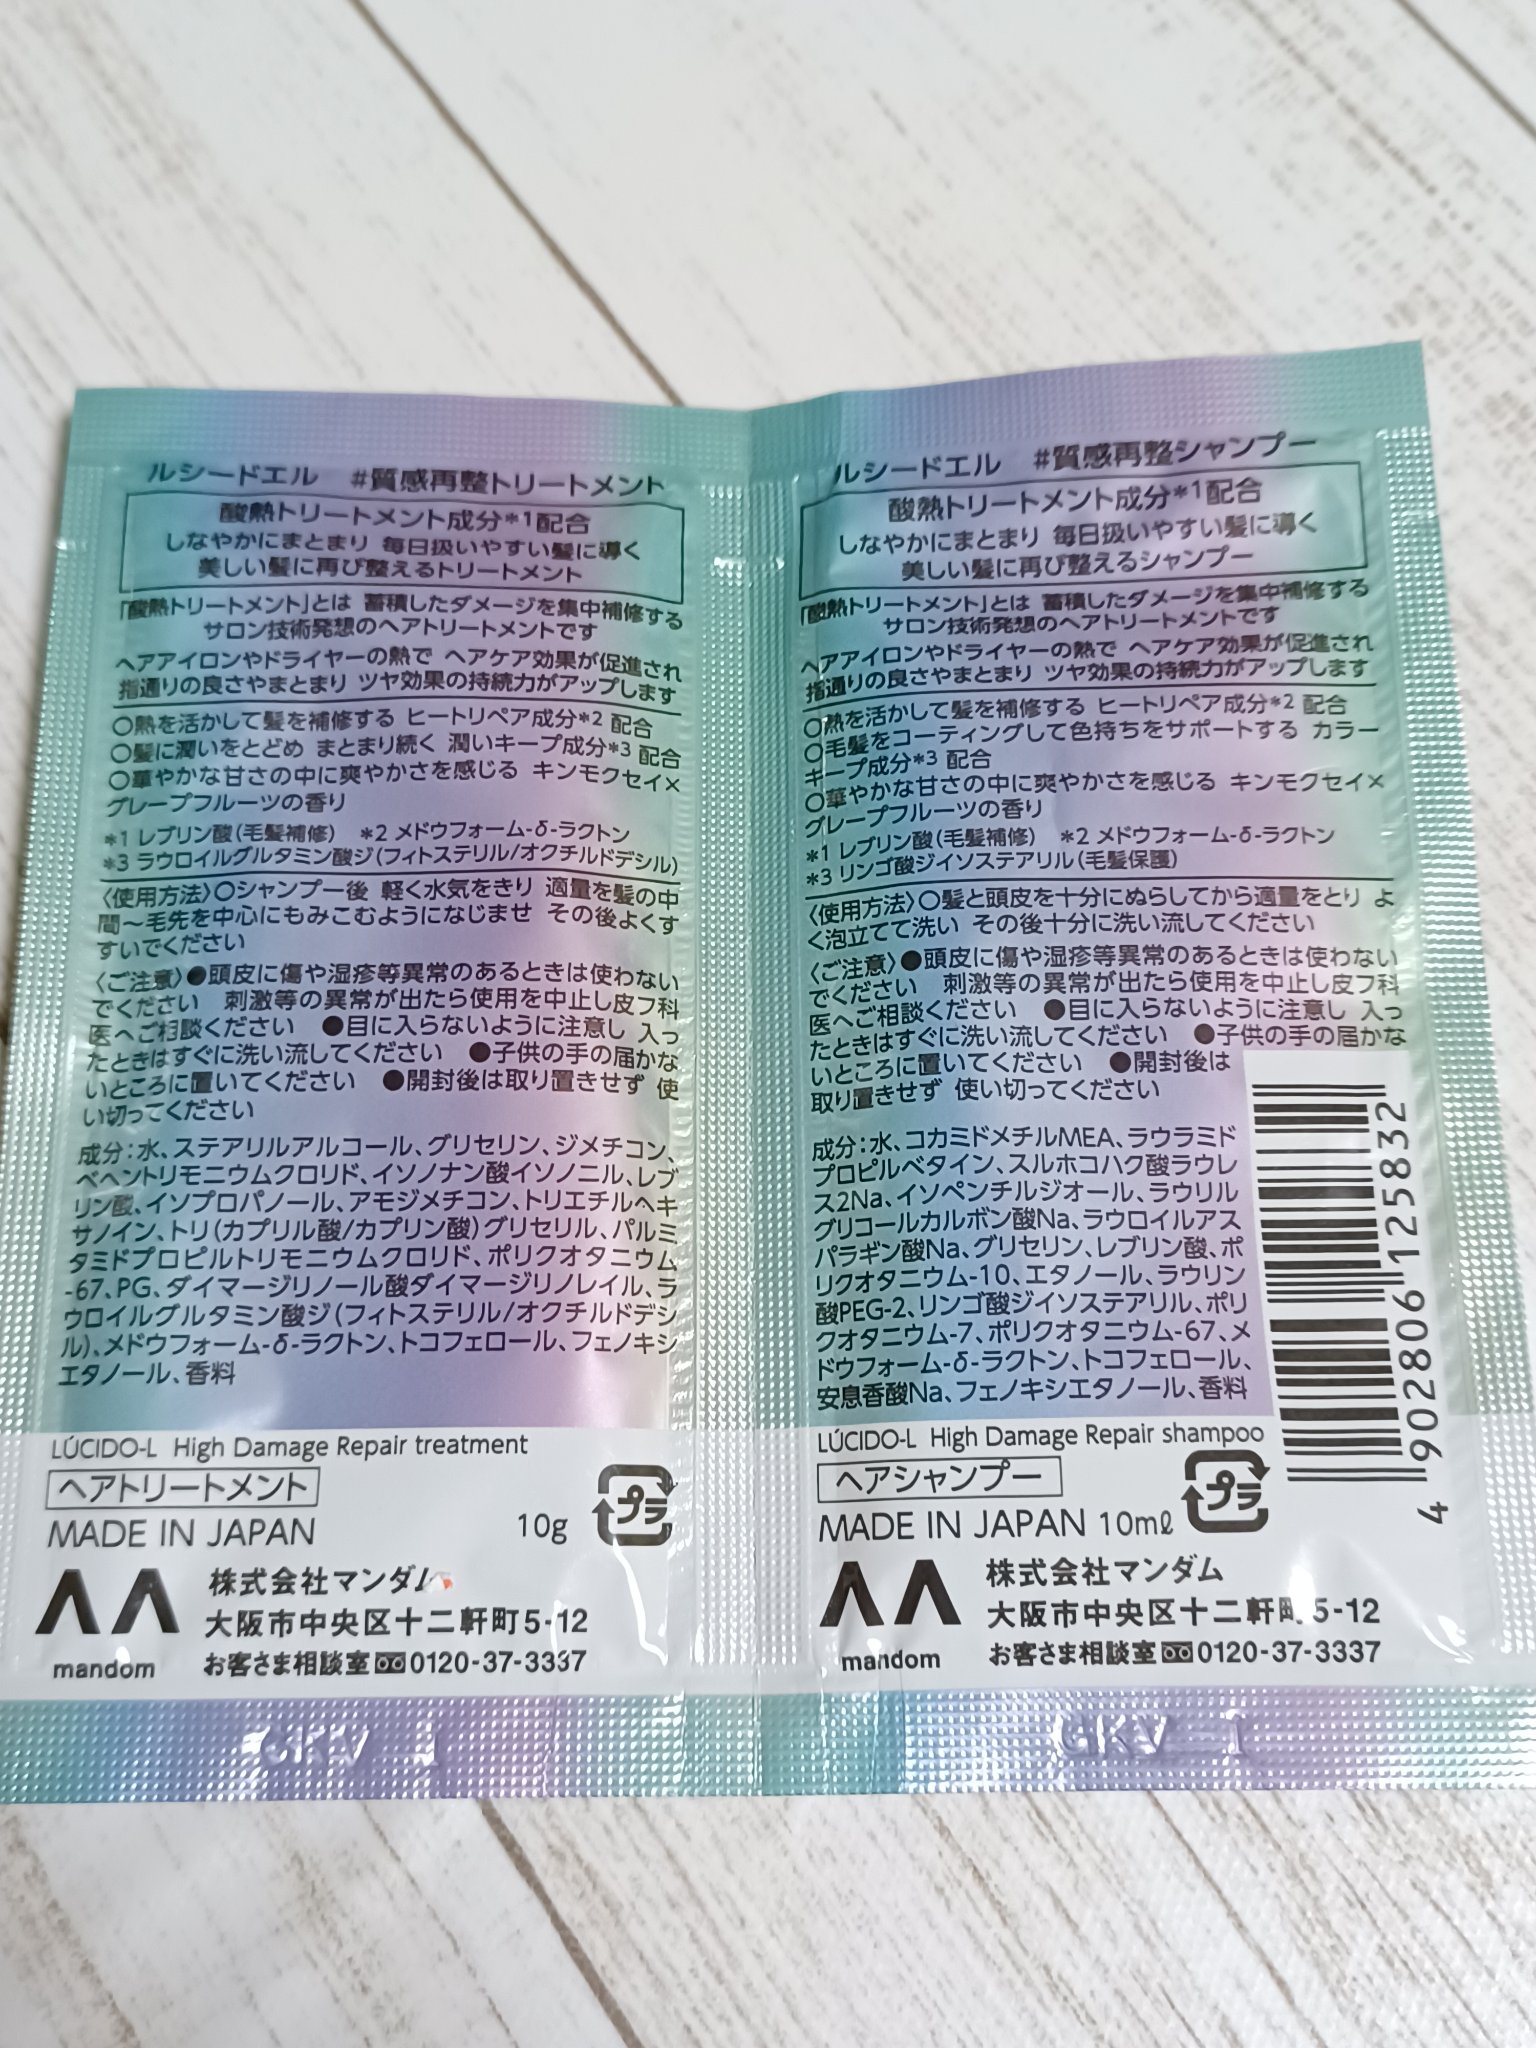 ルシードエル　#質感再整トリートメント
酸熱トリートメント成分*1配合
しなやかにまとまり 毎日扱いやすい髪に導く
美しい髪に再び整えるトリートメント
「酸熱トリートメント」とは 蓄積したダメージを集中補修する
サロン技術発想のヘアトリートメントです
ヘアアイロンやドライヤーの熱で ヘアケア効果が促進され
指通りの良さやまとまり ツヤ効果の持続力がアップします
○熱を活かして髪を補修する ヒートリペア成分*2 配合
○髪に潤いをとどめ まとまり続く 潤いキープ成分*3 配合
○華やかな甘さの中に爽やかさを感じる キンモクセイ×
グレープフルーツの香り
*1 レブリン酸(毛髪補修)　*2 メドウフォーム-δ-ラクトン
*3 ラウロイルグルタミン酸ジ(フィトステリル/オクチルドデシル)
〈使用方法〉○シャンプー後 軽く水気をきり 適量を髪の中
間～毛先を中心にもみこむようになじませ その後よくす
すいでください
〈ご注意〉●頭皮に傷や湿疹等異常のあるときは使わない
でください　刺激等の異常が出たら使用を中止し皮フ科
医へご相談ください　●目に入らないように注意し 入っ
たときはすぐに洗い流してください　●子供の手の届かな
いところに置いてください　●開封後は取り置きせず 使
い切ってください
成分：水、ステアリルアルコール、グリセリン、ジメチコン、
ベヘントリモニウムクロリド、イソノナン酸イソノニル、レブ
リン酸、イソプロパノール、アモジメチコン、トリエチルヘキ
サノイン、トリ(カプリル酸/カプリン酸)グリセリル、パルミ
タミドプロピルトリモニウムクロリド、ポリクオタニウム
-67、PG、ダイマージリノール酸ダイマージリノレイル、ラ
ウロイルグルタミン酸ジ(フィトステリル/オクチルドデシ
ル)、メドウフォーム-δ-ラクトン、トコフェロール、フェノキシ
エタノール、香料
LÚCIDO-L High Damage Repair treatment
ヘアトリートメント
MADE IN JAPAN 10g
プラ
株式会社マンダム
大阪市中央区十二軒町5-12
お客さま相談室 0120-37-3337
mandom
ルシードエル　#質感再整シャンプー
酸熱トリートメント成分*1配合
しなやかにまとまり 毎日扱いやすい髪に導く
美しい髪に再び整えるシャンプー
「酸熱トリートメント」とは 蓄積したダメージを集中補修する
サロン技術発想のヘアトリートメントです
ヘアアイロンやドライヤーの熱で ヘアケア効果が促進され
指通りの良さやまとまり ツヤ効果の持続力がアップします
○熱を活かして髪を補修する ヒートリペア成分*2 配合
○毛髪をコーティングして色持ちをサポートする カラー
キープ成分*3 配合
○華やかな甘さの中に爽やかさを感じる キンモクセイ×
グレープフルーツの香り
*1 レブリン酸(毛髪補修)　*2 メドウフォーム-δ-ラクトン
*3 リンゴ酸ジイソステアリル(毛髪保護)
〈使用方法〉○髪と頭皮を十分にぬらしてから適量をとり よ
く泡立てて洗い その後十分に洗い流してください
〈ご注意〉●頭皮に傷や湿疹等異常のあるときは使わない
でください　刺激等の異常が出たら使用を中止し皮フ科
医へご相談ください　●目に入らないように注意し 入っ
たときはすぐに洗い流してください　●子供の手の届かな
いところに置いてください　●開封後は
取り置きせず 使い切ってください
成分：水、コカミドメチルMEA、ラウラミド
プロピルベタイン、スルホコハク酸ラウレ
ス2Na、イソペンチルジオール、ラウリル
グリコールカルボン酸Na、ラウロイルアス
パラギン酸Na、グリセリン、レブリン酸、ポ
リクオタニウム-10、エタノール、ラウリン
酸PEG-2、リンゴ酸ジイソステアリル、ポリ
クオタニウム-7、ポリクオタニウム-67、メ
ドウフォーム-δ-ラクトン、トコフェロール、
安息香酸Na、フェノキシエタノール、香料
4902806125832
LÚCIDO-L High Damage Repair shampoo
ヘアシャンプー
MADE IN JAPAN 10mℓ
プラ
株式会社マンダム
大阪市中央区十二軒町5-12
お客さま相談室 0120-37-3337
mandom